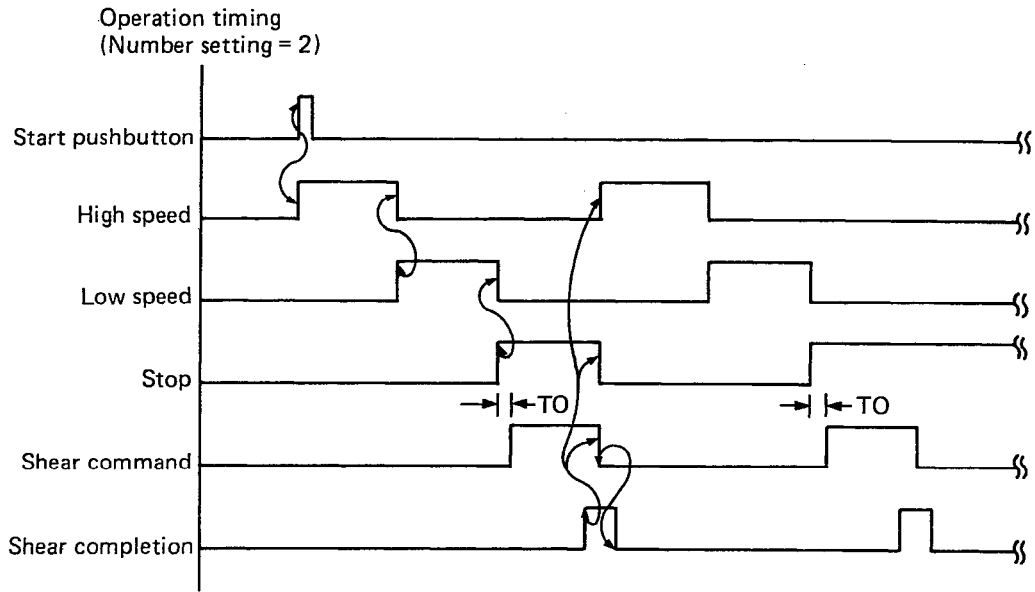 Operation timing
(Number setting = 2)
Start pushbutton
High speed
Low speed
Stop
TO
TO
Shear command
Shear completion